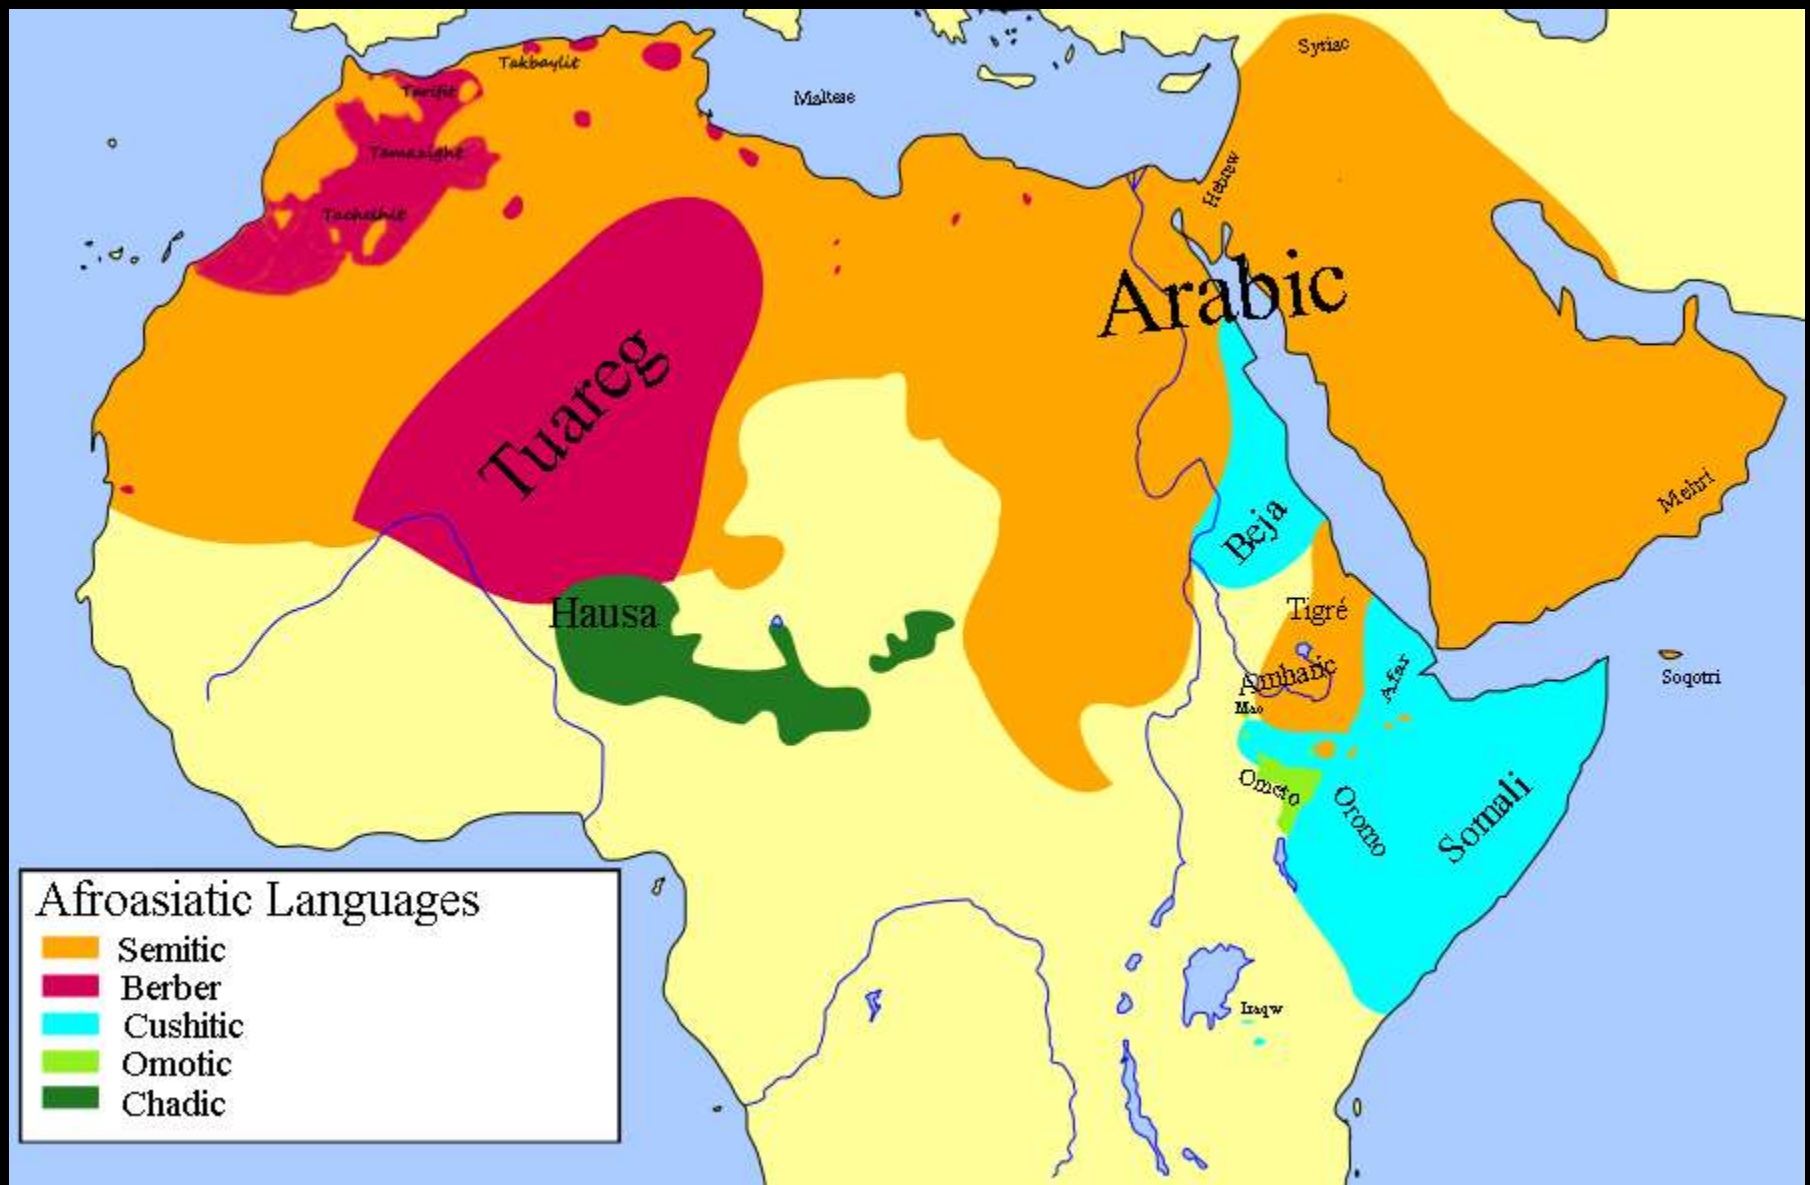 Syriac
Takbaylit
Tarifit
Maltese
Tamazight
Hebrew
Tachelhit
Arabic
Tuareg
Mehri
Beja
Hausa
Tigré
Amharic
Afar
Soqotri
Mao
Ometo
Oromo
Somali
Iraqw
Afroasiatic Languages
Semitic
Berber
Cushitic
Omotic
Chadic